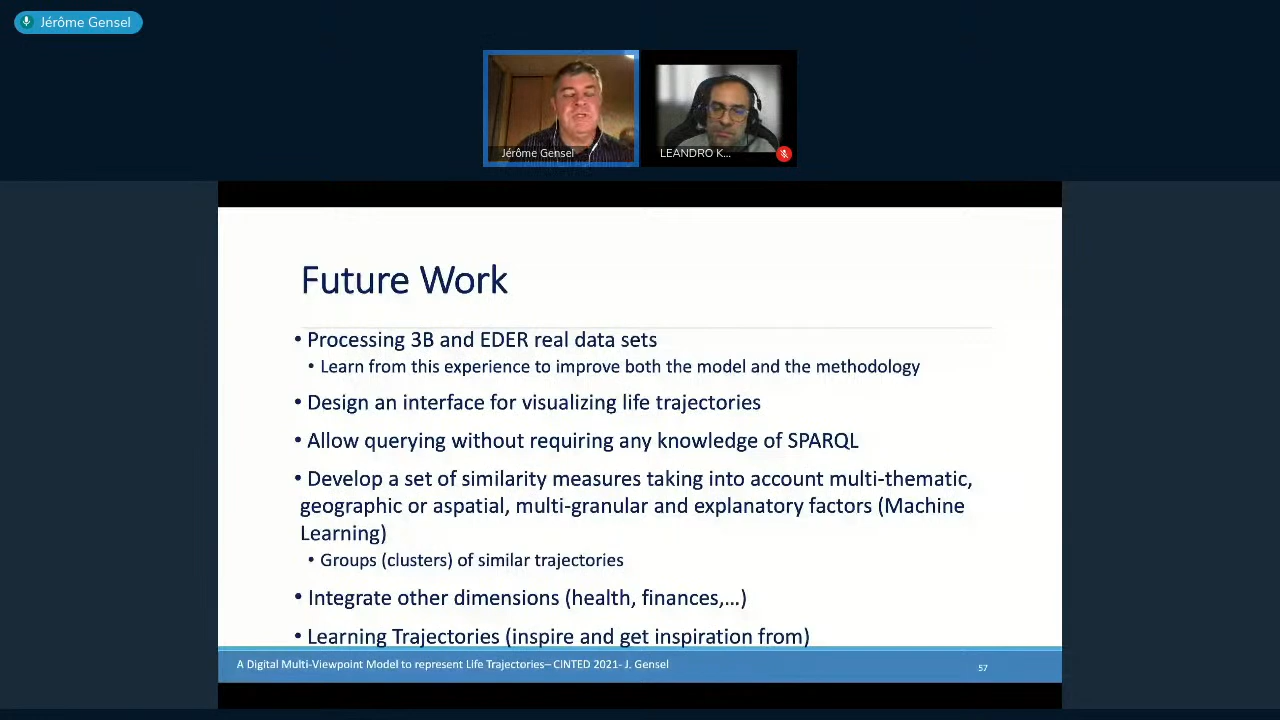 Jérôme Gensel
Jérôme Gensel
LEANDRO K...
Future Work
• Processing 3B and EDER real data sets
• Learn from this experience to improve both the model and the methodology
• Design an interface for visualizing life trajectories
• Allow querying without requiring any knowledge of SPARQL
• Develop a set of similarity measures taking into account multi-thematic,
geographic or aspatial, multi-granular and explanatory factors (Machine
Learning)
• Groups (clusters) of similar trajectories
• Integrate other dimensions (health, finances,...)
• Learning Trajectories (inspire and get inspiration from)
A Digital Multi-Viewpoint Model to represent Life Trajectories– CINTED 2021- J. Gensel
57